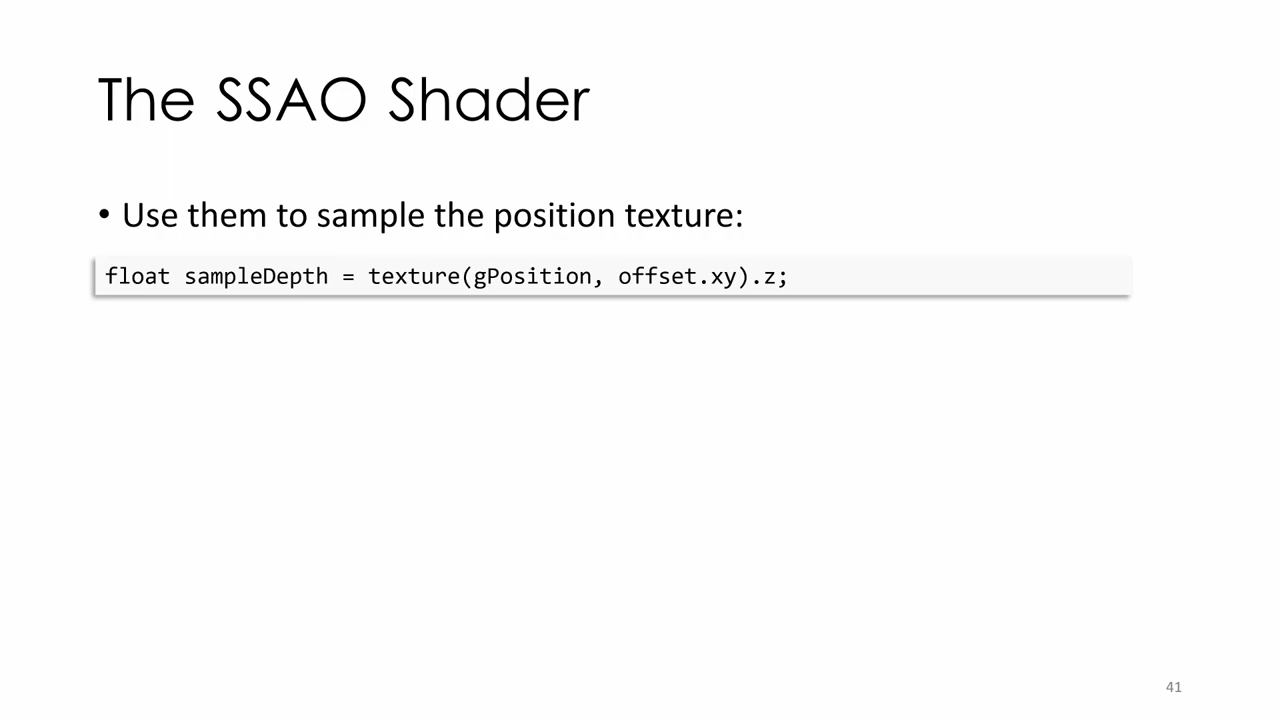 The SSAO Shader
• Use them to sample the position texture:
float sampleDepth = texture(gPosition, offset.xy).z;
41